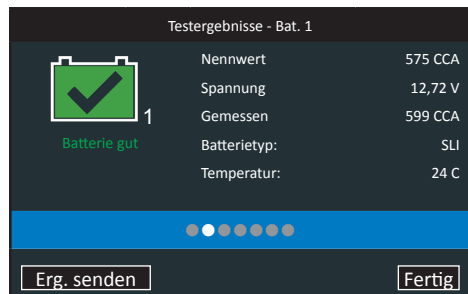 Testergebnisse - Bat. 1
Nennwert 575 CCA
Spannung 12,72 V
1 Gemessen 599 CCA
Batterie gut Batterietyp: SLI
Temperatur: 24 C
Erg. senden Fertig